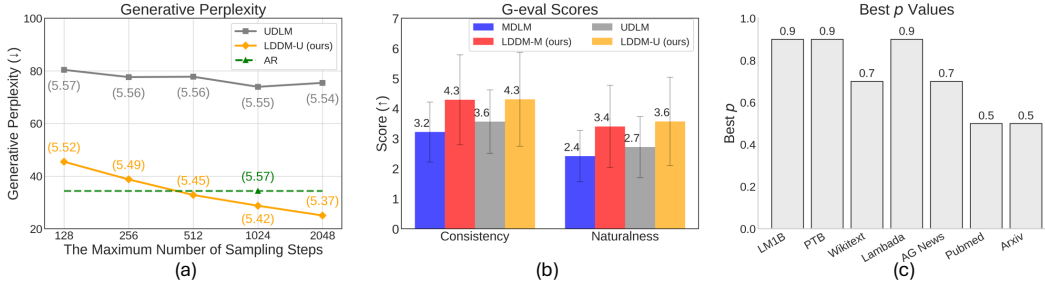 Generative Perplexity
100
80
60
40
20
Generative Perplexity (↓)
UDLM
LDDM-U (ours)
AR
(5.57)
(5.56)
(5.56)
(5.55)
(5.54)
(5.52)
(5.49)
(5.45)
(5.57)
(5.42)
(5.37)
128
256
512
1024
2048
The Maximum Number of Sampling Steps
(a)
G-eval Scores
7
6
5
4
3
2
1
0
Score (↑)
MDLM
LDDM-M (ours)
UDLM
LDDM-U (ours)
3.2
4.3
3.6
4.3
2.4
3.4
2.7
3.6
Consistency
Naturalness
(b)
Best p Values
1.0
0.8
0.6
0.4
0.2
0.0
Best p
0.9
0.9
0.7
0.9
0.7
0.5
0.5
LM1B
PTB
Wikitext
Lambada
AG News
Pubmed
Arxiv
(c)